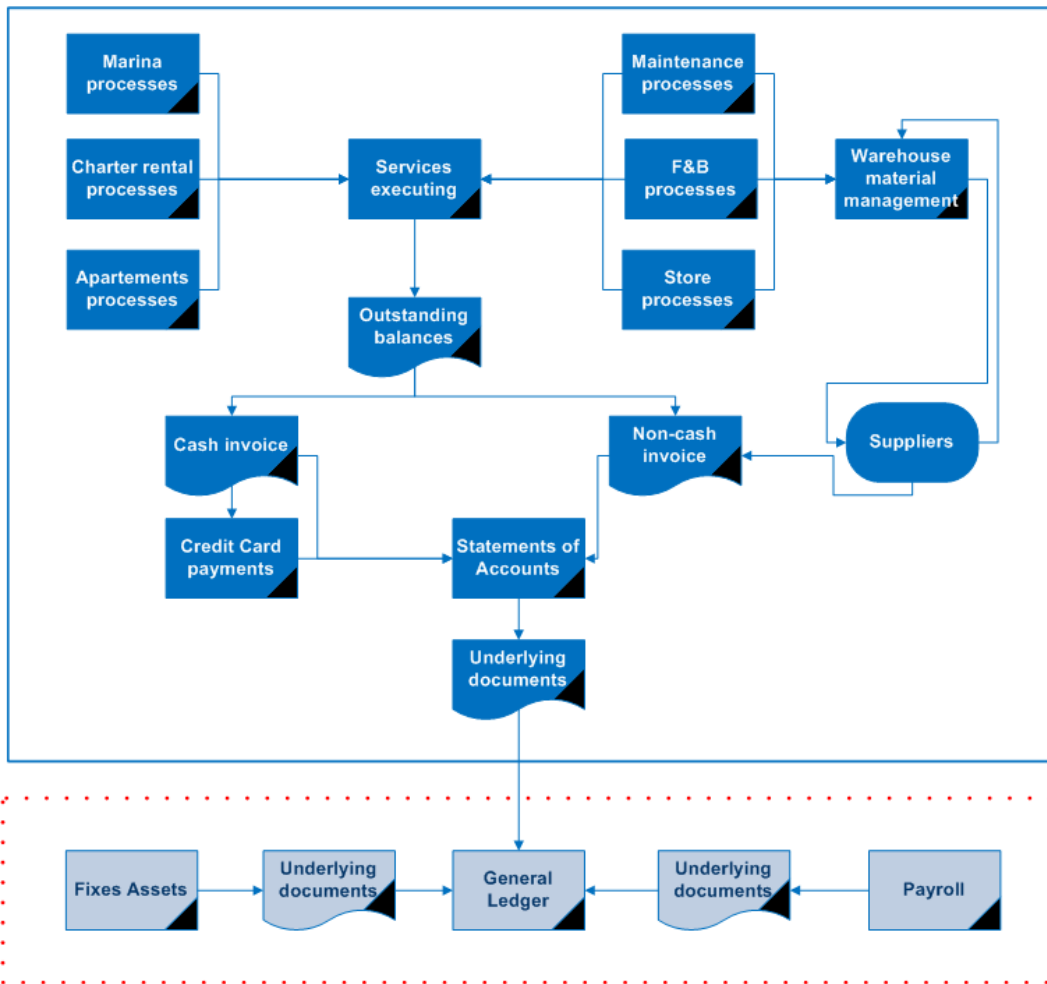 Marina
processes
Maintenance
processes
Charter rental
processes
Services
executing
F&B
processes
Warehouse
material
management
Apartements
processes
Store
processes
Outstanding
balances
Cash invoice
Non-cash
invoice
Suppliers
Credit Card
payments
Statements of
Accounts
Underlying
documents
Fixes Assets
Underlying
documents
General
Ledger
Underlying
documents
Payroll